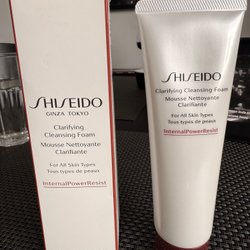 SHISEIDO
GINZA TOKYO
Clarifying
Cleansing Foam
Mousse Nettoyante
Clarifiante
For All Skin Types
Tous types de peaux
InternalPowerResist
SHISEIDO
Clarifying Cleansing Foam
Mousse Nettoyante
Clarifiante
For All Skin Types
Tous types de peaux
InternalPowerResist